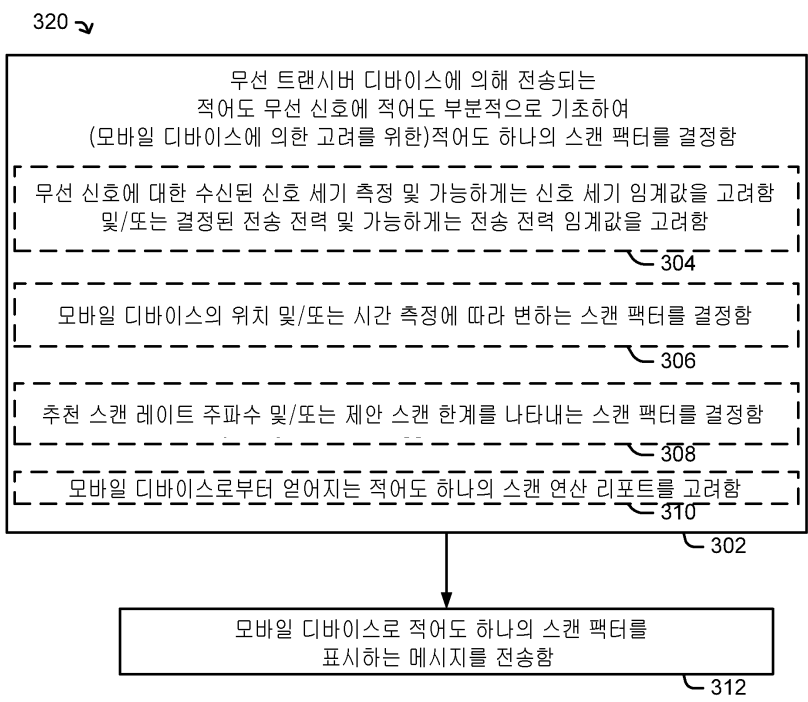 320
무선 트랜시버 디바이스에 의해 전송되는
적어도 무선 신호에 적어도 부분적으로 기초하여
(모바일 디바이스에 의한 고려를 위한)적어도 하나의 스캔 팩터를 결정함
무선 신호에 대한 수신된 신호 세기 측정 및 가능하게는 신호 세기 임계값을 고려함
및/또는 결정된 전송 전력 및 가능하게는 전송 전력 임계값을 고려함
304
모바일 디바이스의 위치 및/또는 시간 측정에 따라 변하는 스캔 팩터를 결정함
306
추천 스캔 레이트 주파수 및/또는 제안 스캔 한계를 나타내는 스캔 팩터를 결정함
308
모바일 디바이스로부터 얻어지는 적어도 하나의 스캔 연산 리포트를 고려함
310
302
모바일 디바이스로 적어도 하나의 스캔 팩터를
표시하는 메시지를 전송함
312